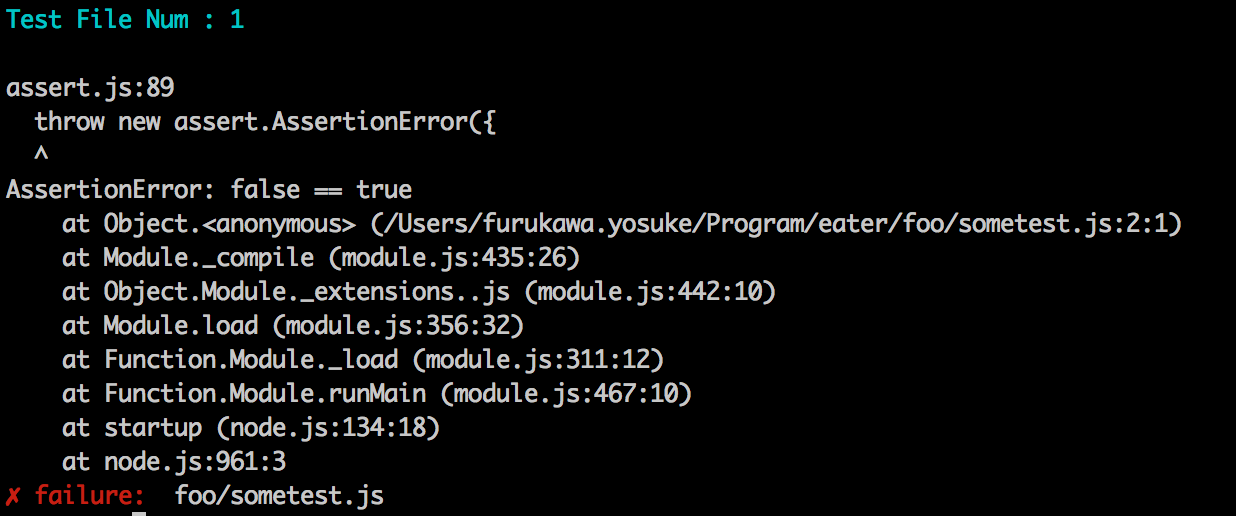 Test File Num : 1
assert.js:89
  throw new assert.AssertionError({
  ^
AssertionError: false == true
    at Object.<anonymous> (/Users/furukawa.yosuke/Program/eater/foo/sometest.js:2:1)
    at Module._compile (module.js:435:26)
    at Object.Module._extensions..js (module.js:442:10)
    at Module.load (module.js:356:32)
    at Function.Module._load (module.js:311:12)
    at Function.Module.runMain (module.js:467:10)
    at startup (node.js:134:18)
    at node.js:961:3
✗ failure:  foo/sometest.js